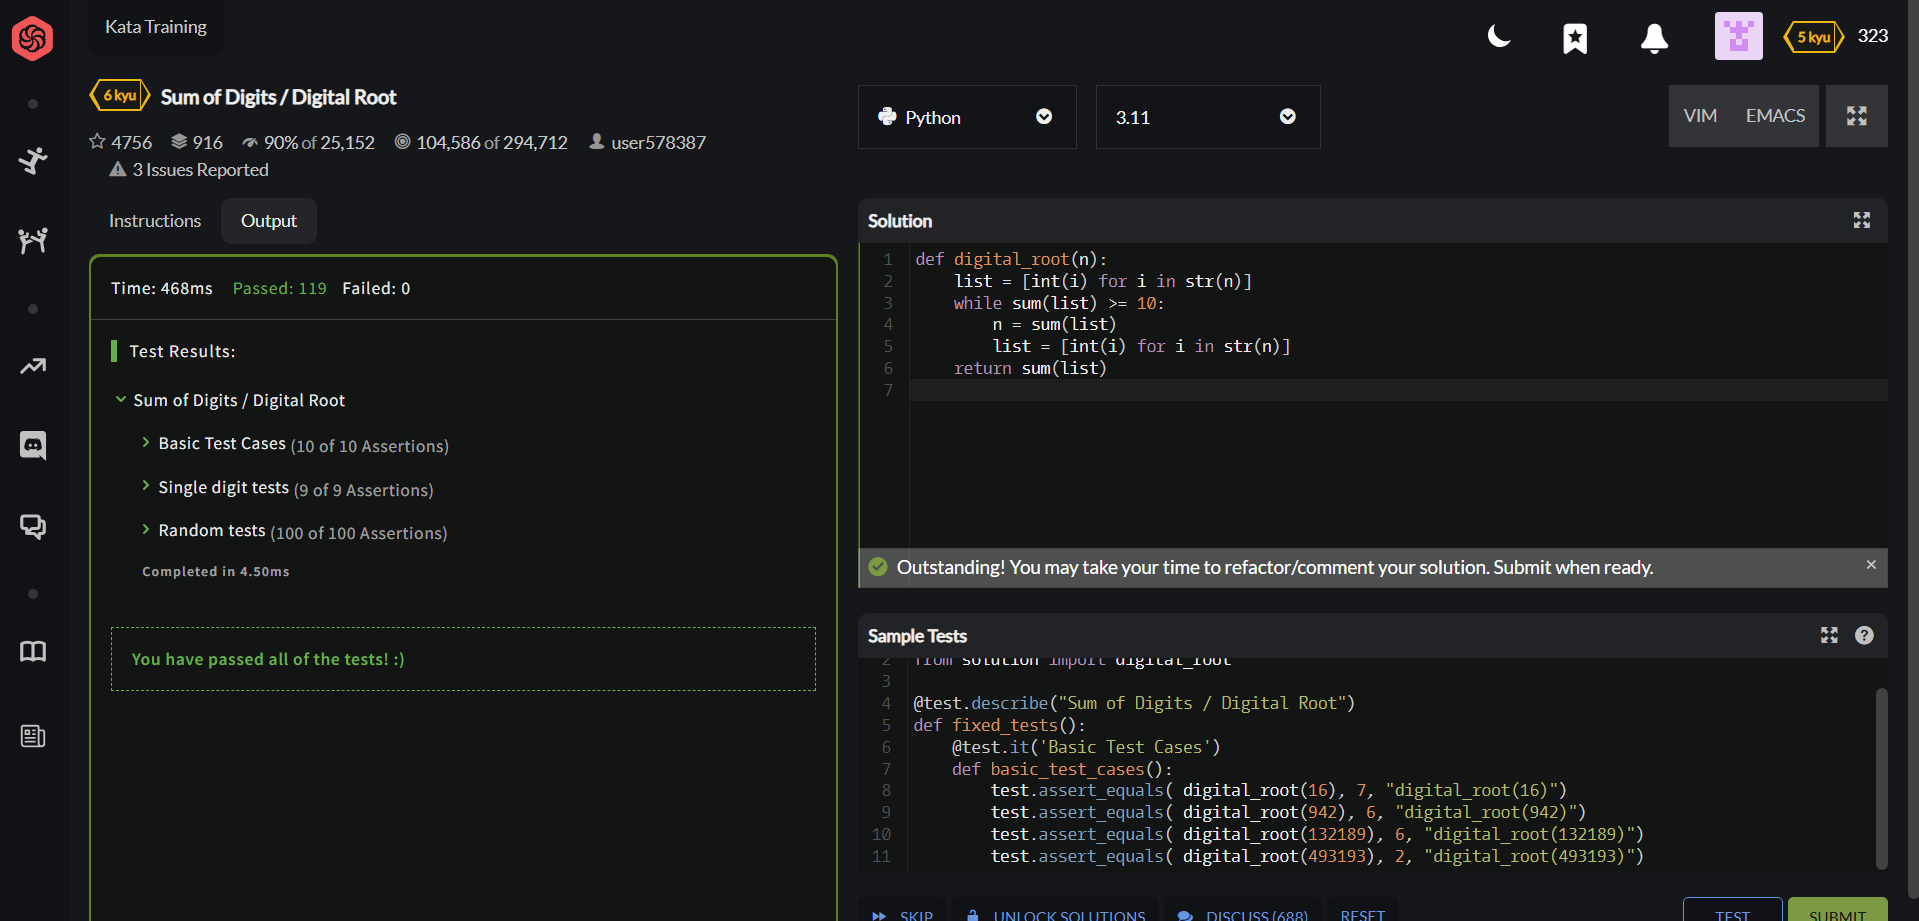 Kata Training
5 kyu 323
6 kyu Sum of Digits / Digital Root
4756 916 90% of 25,152 104,586 of 294,712 user578387
3 Issues Reported
Instructions Output
Time: 468ms Passed: 119 Failed: 0
Test Results:
Sum of Digits / Digital Root
Basic Test Cases (10 of 10 Assertions)
Single digit tests (9 of 9 Assertions)
Random tests (100 of 100 Assertions)
Completed in 4.50ms
You have passed all of the tests! :)
Python 3.11 VIM EMACS
Solution
1 def digital_root(n):
2     list = [int(i) for i in str(n)]
3     while sum(list) >= 10:
4         n = sum(list)
5         list = [int(i) for i in str(n)]
6     return sum(list)
7
Outstanding! You may take your time to refactor/comment your solution. Submit when ready.
Sample Tests
2 from solution import digital_root
3
4 @test.describe("Sum of Digits / Digital Root")
5 def fixed_tests():
6     @test.it('Basic Test Cases')
7     def basic_test_cases():
8         test.assert_equals( digital_root(16), 7, "digital_root(16)")
9         test.assert_equals( digital_root(942), 6, "digital_root(942)")
10         test.assert_equals( digital_root(132189), 6, "digital_root(132189)")
11         test.assert_equals( digital_root(493193), 2, "digital_root(493193)")
SKIP UNLOCK SOLUTIONS DISCUSS (688) RESET TEST SUBMIT